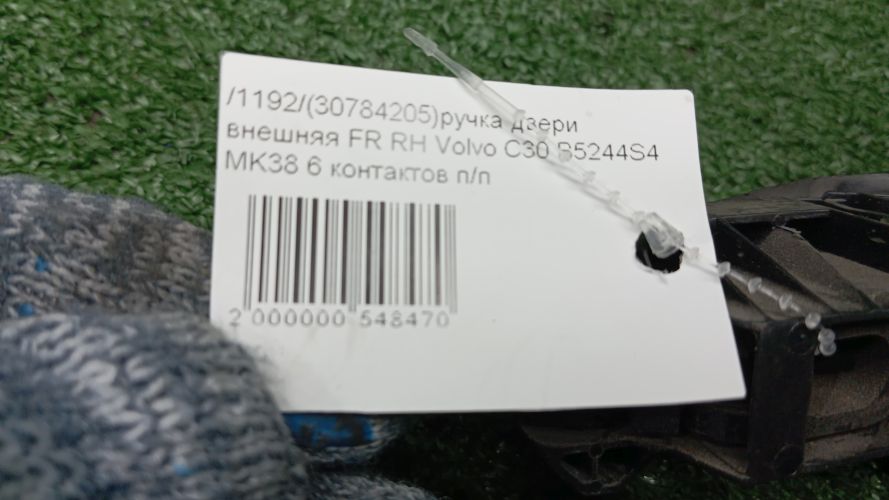 /1192/(30784205)ручка двери
внешняя FR RH Volvo C30 B5244S4
MK38 6 контактов п/п
2 000000 548470